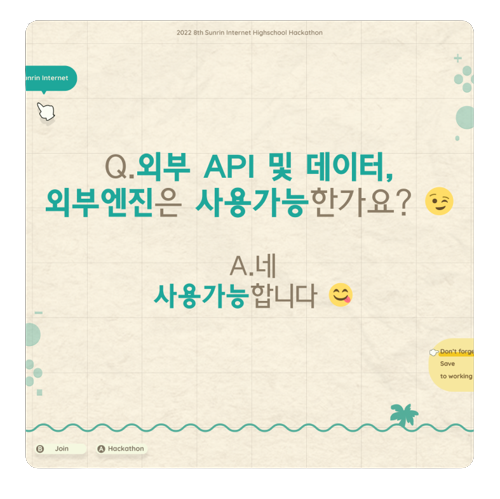 2022 8th Sunrin Internet Highschool Hackathon
Internet
Q.외부 API 및 데이터,
외부엔진은 사용가능한가요? 😉
A.네
사용가능합니다 😋
Don't
Save
to working
B Join A Hackathon